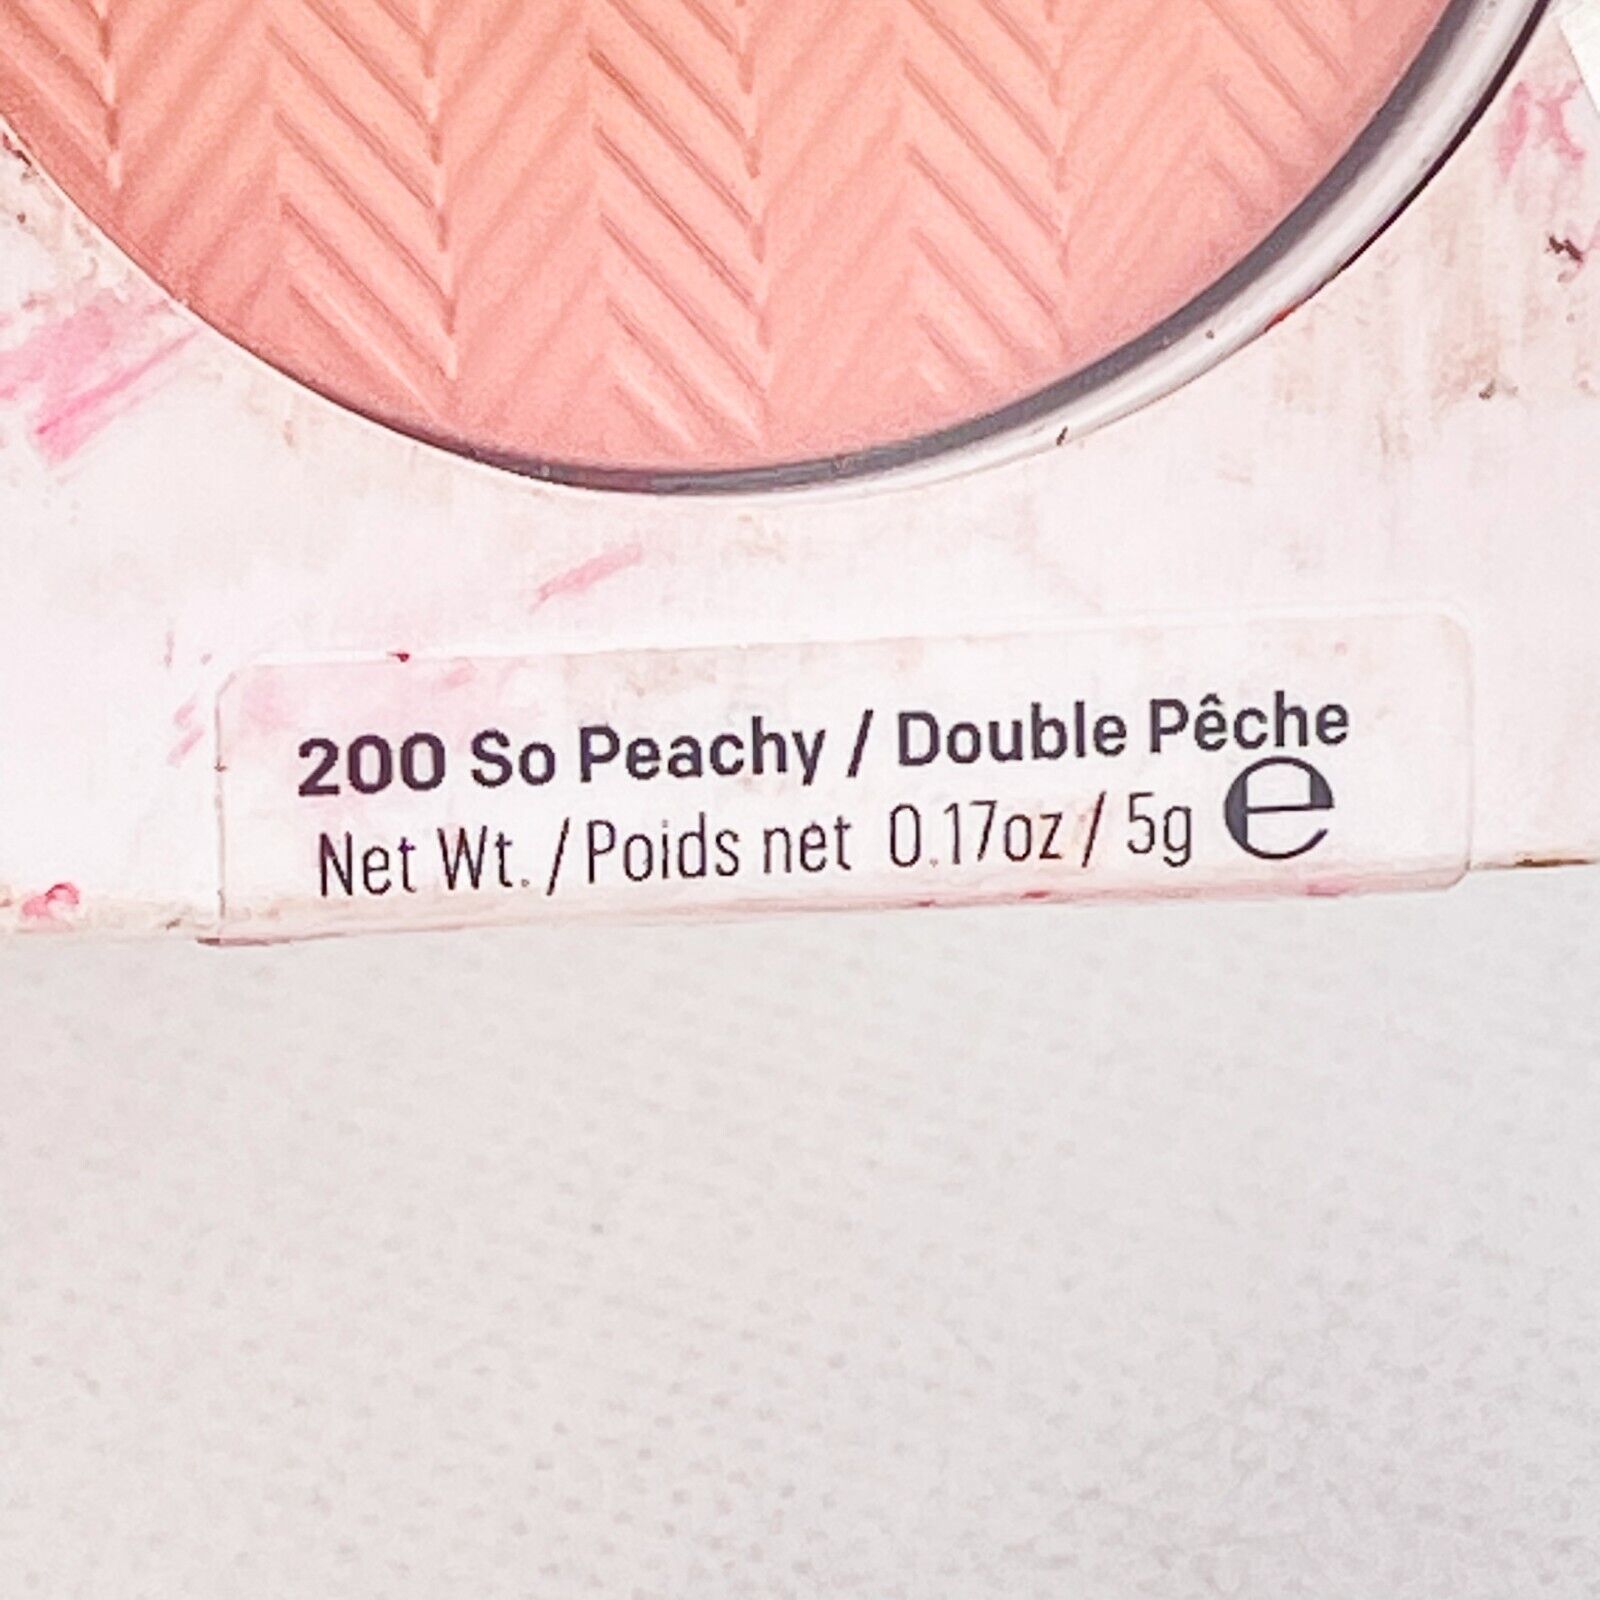 200 So Peachy / Double Pêche
Net Wt. / Poids net 0.17oz / 5g ℮